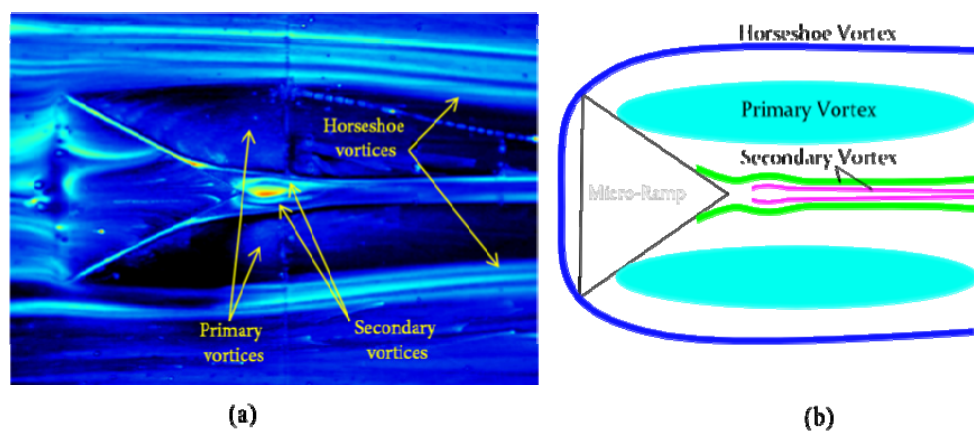 Horseshoe
vortices
Primary
vortices
Secondary
vortices
(a)
Horseshoe Vortex
Primary Vortex
Secondary Vortex
Micro-Ramp
(b)